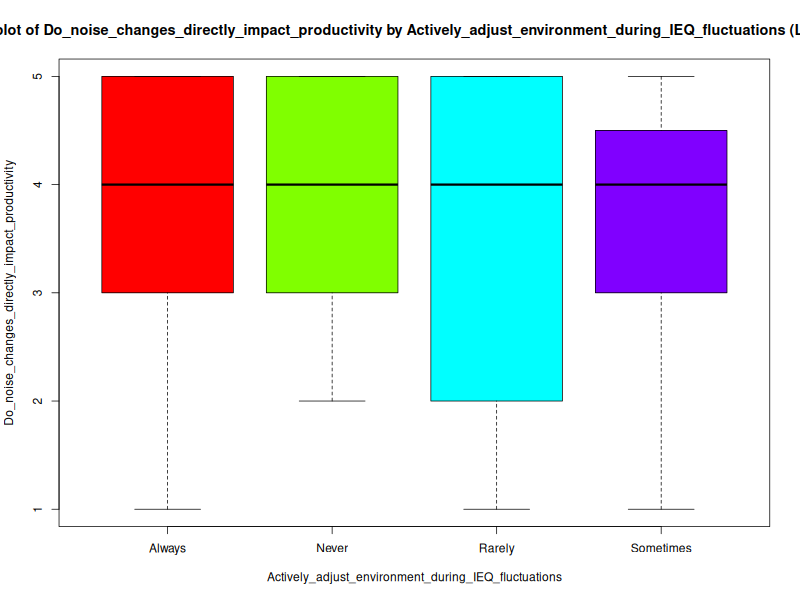 plot of Do_noise_changes_directly_impact_productivity by Actively_adjust_environment_during_IEQ_fluctuations (L
Do_noise_changes_directly_impact_productivity
5
4
3
2
1
Always Never Rarely Sometimes
Actively_adjust_environment_during_IEQ_fluctuations